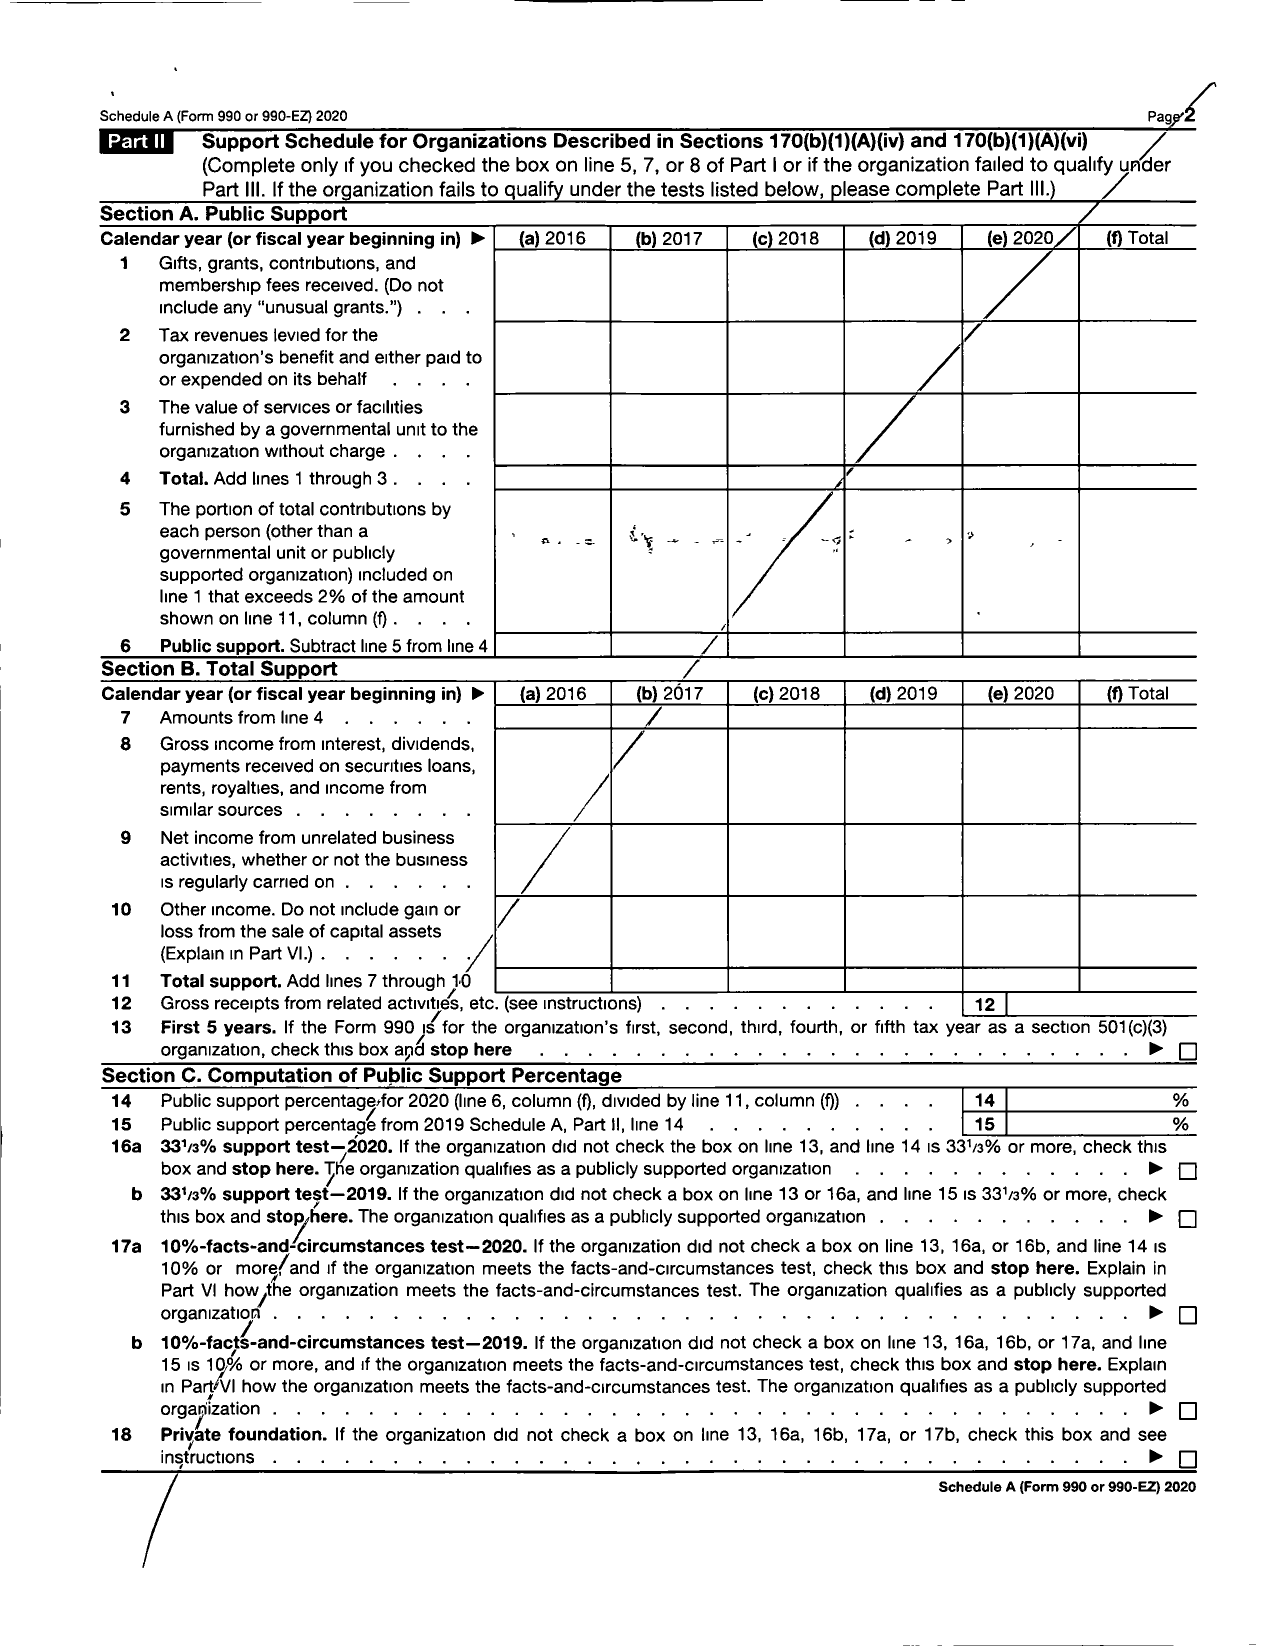 Schedule A (Form 990 or 990-EZ) 2020 Page 2
Part II Support Schedule for Organizations Described in Sections 170(b)(1)(A)(iv) and 170(b)(1)(A)(vi)
(Complete only if you checked the box on line 5, 7, or 8 of Part I or if the organization failed to qualify under
Part III. If the organization fails to qualify under the tests listed below, please complete Part III.)
Section A. Public Support
Calendar year (or fiscal year beginning in) ▶ (a) 2016 (b) 2017 (c) 2018 (d) 2019 (e) 2020 (f) Total
1 Gifts, grants, contributions, and
membership fees received. (Do not
include any “unusual grants.”) . . .
2 Tax revenues levied for the
organization’s benefit and either paid to
or expended on its behalf . . . .
3 The value of services or facilities
furnished by a governmental unit to the
organization without charge . . . .
4 Total. Add lines 1 through 3 . . . .
5 The portion of total contributions by
each person (other than a
governmental unit or publicly
supported organization) included on
line 1 that exceeds 2% of the amount
shown on line 11, column (f) . . . .
6 Public support. Subtract line 5 from line 4
Section B. Total Support
Calendar year (or fiscal year beginning in) ▶ (a) 2016 (b) 2017 (c) 2018 (d) 2019 (e) 2020 (f) Total
7 Amounts from line 4 . . . . . .
8 Gross income from interest, dividends,
payments received on securities loans,
rents, royalties, and income from
similar sources . . . . . . . .
9 Net income from unrelated business
activities, whether or not the business
is regularly carried on . . . . . .
10 Other income. Do not include gain or
loss from the sale of capital assets
(Explain in Part VI.) . . . . . . .
11 Total support. Add lines 7 through 10
12 Gross receipts from related activities, etc. (see instructions) . . . . . . . . . . . . 12
13 First 5 years. If the Form 990 is for the organization’s first, second, third, fourth, or fifth tax year as a section 501(c)(3)
organization, check this box and stop here . . . . . . . . . . . . . . . . . . . . . . . . . ▶ ☐
Section C. Computation of Public Support Percentage
14 Public support percentage for 2020 (line 6, column (f), divided by line 11, column (f)) . . . . 14 %
15 Public support percentage from 2019 Schedule A, Part II, line 14 . . . . . . . . . . 15 %
16a 33 1/3% support test—2020. If the organization did not check the box on line 13, and line 14 is 33 1/3% or more, check this
box and stop here. The organization qualifies as a publicly supported organization . . . . . . . . . . . . ▶ ☐
b 33 1/3% support test—2019. If the organization did not check a box on line 13 or 16a, and line 15 is 33 1/3% or more, check
this box and stop here. The organization qualifies as a publicly supported organization . . . . . . . . . . . ▶ ☐
17a 10%-facts-and-circumstances test—2020. If the organization did not check a box on line 13, 16a, or 16b, and line 14 is
10% or more, and if the organization meets the facts-and-circumstances test, check this box and stop here. Explain in
Part VI how the organization meets the facts-and-circumstances test. The organization qualifies as a publicly supported
organization . . . . . . . . . . . . . . . . . . . . . . . . . . . . . . . . . . . . ▶ ☐
b 10%-facts-and-circumstances test—2019. If the organization did not check a box on line 13, 16a, 16b, or 17a, and line
15 is 10% or more, and if the organization meets the facts-and-circumstances test, check this box and stop here. Explain
in Part VI how the organization meets the facts-and-circumstances test. The organization qualifies as a publicly supported
organization . . . . . . . . . . . . . . . . . . . . . . . . . . . . . . . . . . . . ▶ ☐
18 Private foundation. If the organization did not check a box on line 13, 16a, 16b, 17a, or 17b, check this box and see
instructions . . . . . . . . . . . . . . . . . . . . . . . . . . . . . . . . . . . . ▶ ☐
Schedule A (Form 990 or 990-EZ) 2020